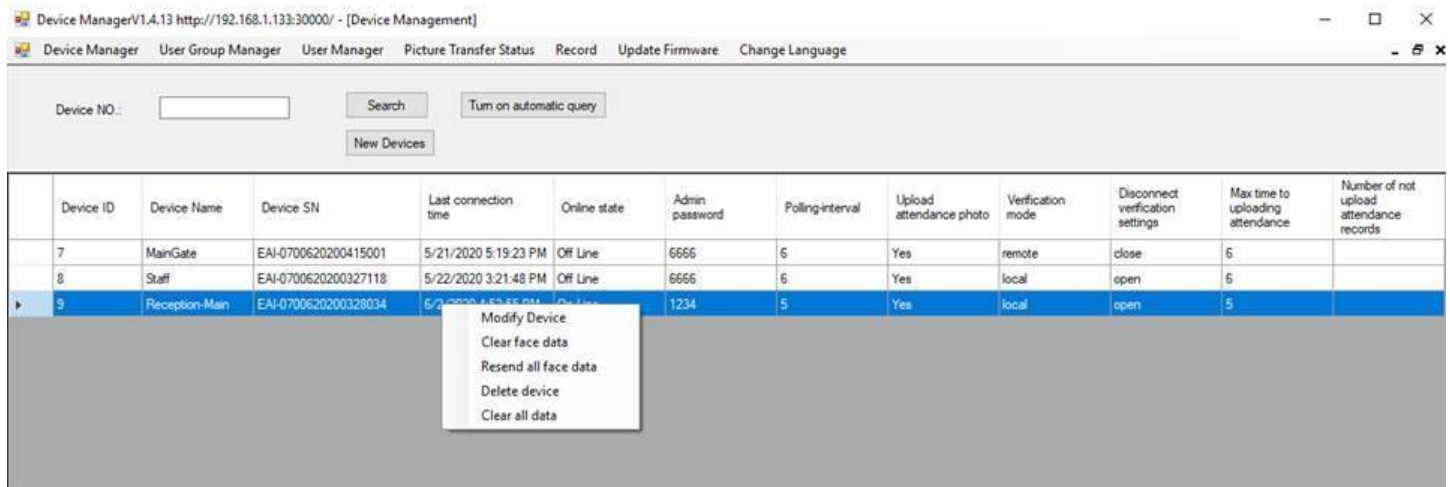 Device ManagerV1.4.13 http://192.168.1.133:30000/ - [Device Management]
Device Manager User Group Manager User Manager Picture Transfer Status Record Update Firmware Change Language
Device NO.: Search Turn on automatic query
New Devices
Device ID Device Name Device SN Last connection time Online state Admin password Polling-interval Upload attendance photo Verification mode Disconnect verification settings Max time to uploading attendance Number of not upload attendance records
7 MainGate EAI-0700620200415001 5/21/2020 5:19:23 PM Off Line 6666 6 Yes remote close 6
8 Staff EAI-0700620200327118 5/22/2020 3:21:48 PM Off Line 6666 6 Yes local open 6
9 Reception-Main EAI-0700620200328034 1234 5 Yes local open 5
Modify Device
Clear face data
Resend all face data
Delete device
Clear all data